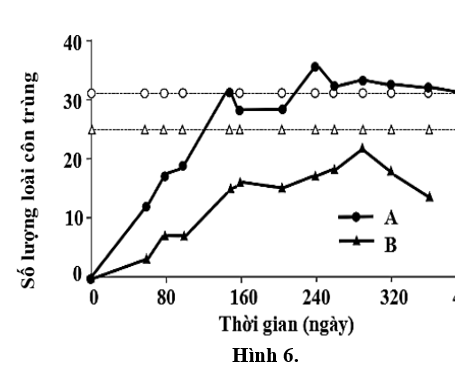 Số lượng loài côn trùng
40
30
20
10
0
0 80 160 240 320 4
A
B
Thời gian (ngày)
Hình 6.